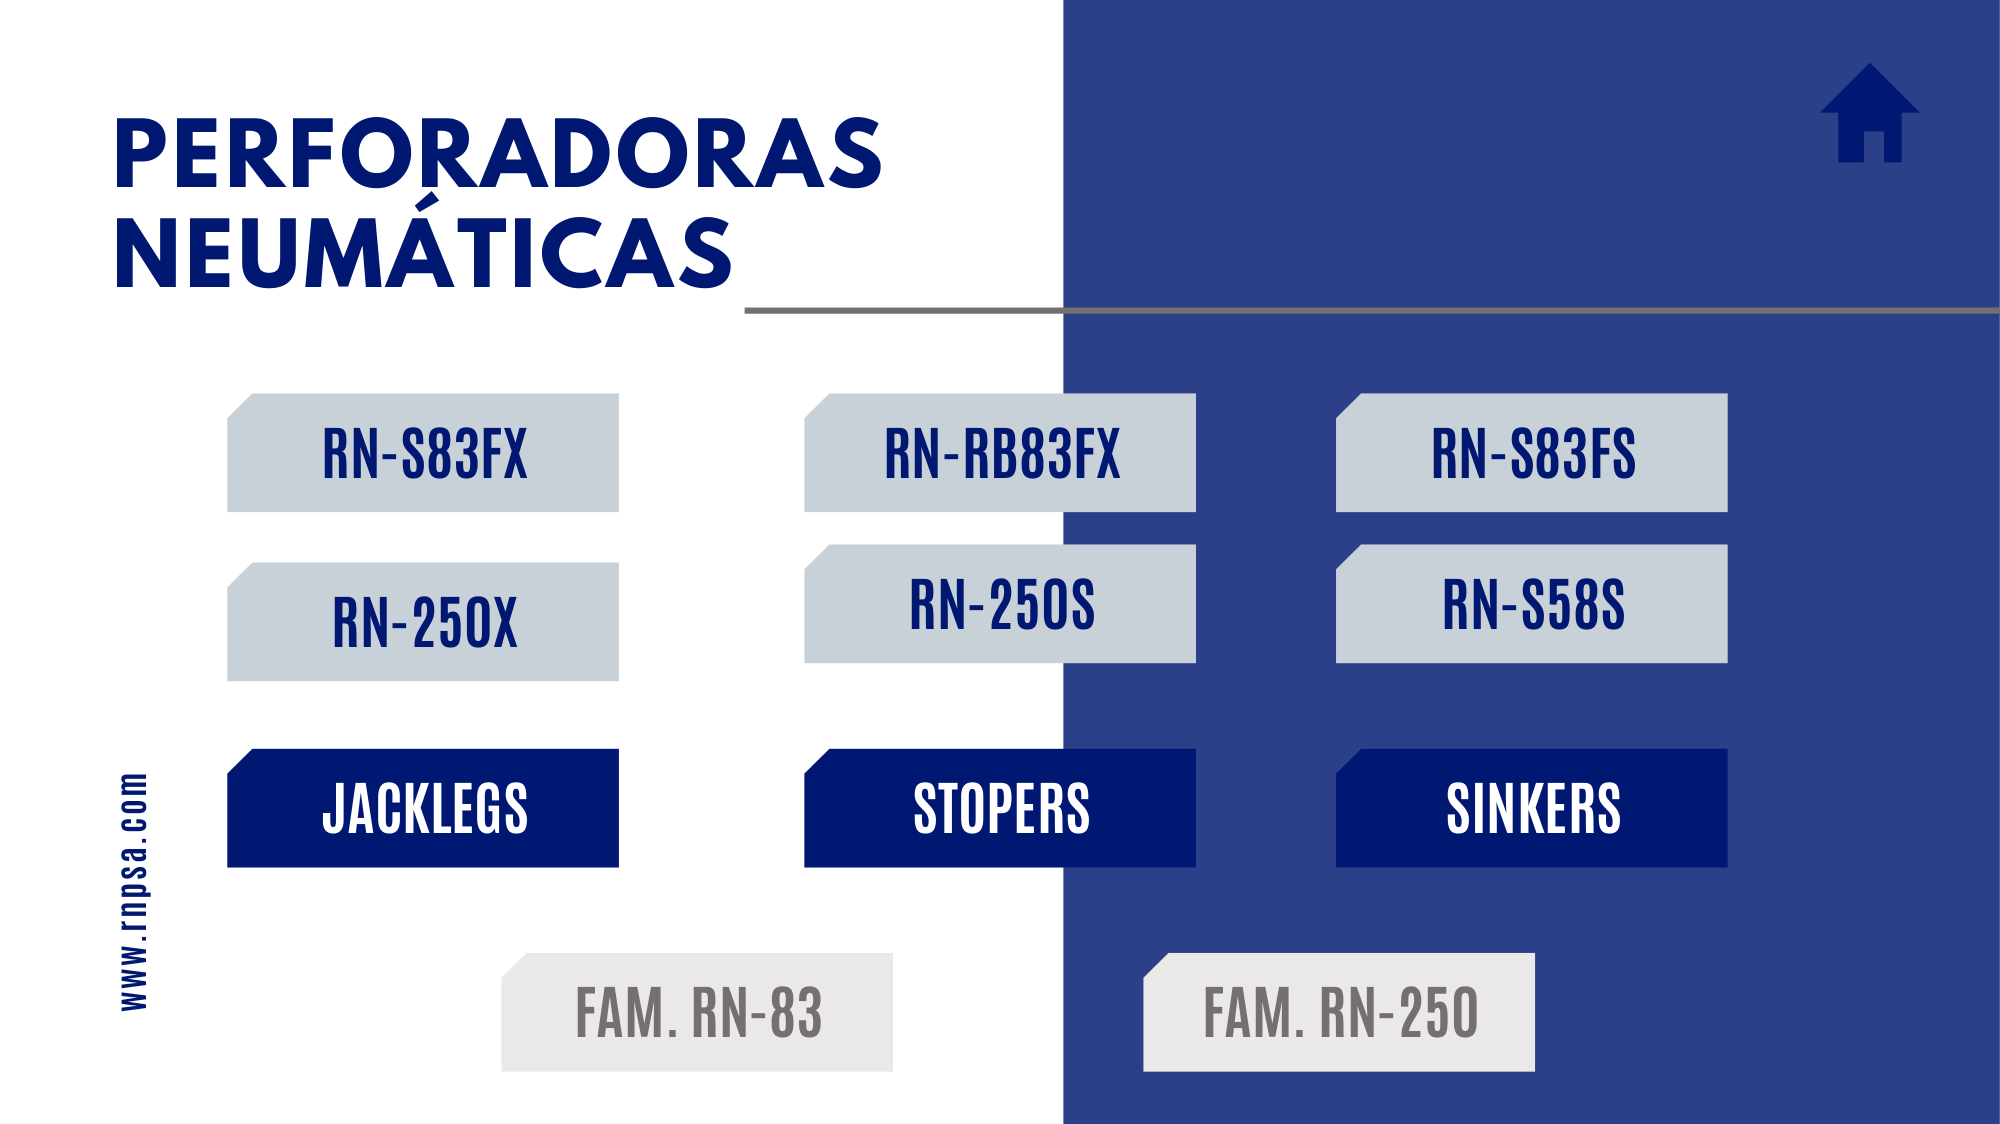 PERFORADORAS
NEUMÁTICAS
RN-S83FX
RN-RB83FX
RN-S83FS
RN-250X
RN-250S
RN-S58S
JACKLEGS
STOPERS
SINKERS
FAM. RN-83
FAM. RN-250
www.rnpsa.com